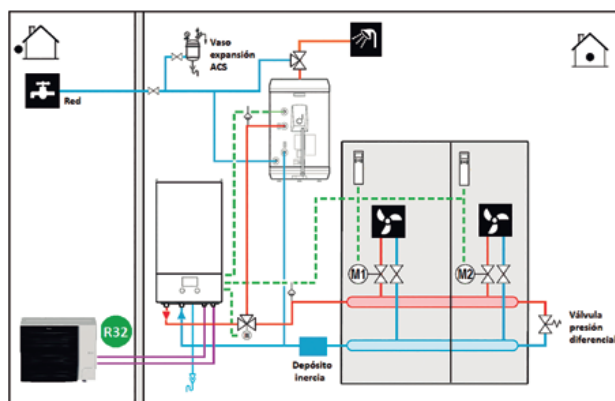 Vaso
expansión
ACS
Red
M1
M2
R32
Válvula
presión
diferencial
Depósito
inercia